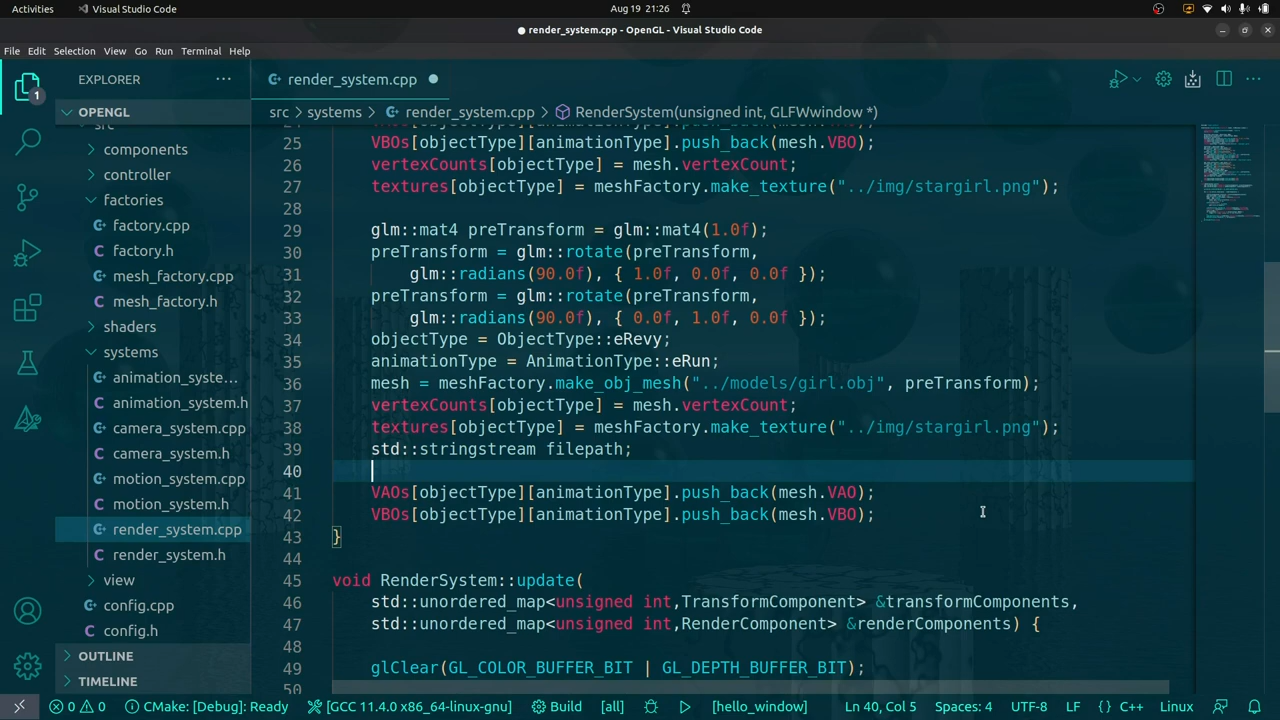 Activities
Visual Studio Code
Aug 19 21:26
● render_system.cpp - OpenGL - Visual Studio Code
File Edit Selection View Go Run Terminal Help
1
EXPLORER
OPENGL
src
components
controller
factories
factory.cpp
factory.h
mesh_factory.cpp
mesh_factory.h
shaders
systems
animation_syste...
animation_system.h
camera_system.cpp
camera_system.h
motion_system.cpp
motion_system.h
render_system.cpp
render_system.h
view
config.cpp
config.h
OUTLINE
TIMELINE
render_system.cpp
src > systems > render_system.cpp > RenderSystem(unsigned int, GLFWwindow *)
24 VAOs[objectType][animationType].push_back(mesh.VAO);
25 VBOs[objectType][animationType].push_back(mesh.VBO);
26 vertexCounts[objectType] = mesh.vertexCount;
27 textures[objectType] = meshFactory.make_texture("../img/stargirl.png");
28
29 glm::mat4 preTransform = glm::mat4(1.0f);
30 preTransform = glm::rotate(preTransform,
31 glm::radians(90.0f), { 1.0f, 0.0f, 0.0f });
32 preTransform = glm::rotate(preTransform,
33 glm::radians(90.0f), { 0.0f, 1.0f, 0.0f });
34 objectType = ObjectType::eRevy;
35 animationType = AnimationType::eRun;
36 mesh = meshFactory.make_obj_mesh("../models/girl.obj", preTransform);
37 vertexCounts[objectType] = mesh.vertexCount;
38 textures[objectType] = meshFactory.make_texture("../img/stargirl.png");
39 std::stringstream filepath;
40
41 VAOs[objectType][animationType].push_back(mesh.VAO);
42 VBOs[objectType][animationType].push_back(mesh.VBO);
43 }
44
45 void RenderSystem::update(
46 std::unordered_map<unsigned int,TransformComponent> &transformComponents,
47 std::unordered_map<unsigned int,RenderComponent> &renderComponents) {
48
49 glClear(GL_COLOR_BUFFER_BIT | GL_DEPTH_BUFFER_BIT);
50
0 0 CMake: [Debug]: Ready [GCC 11.4.0 x86_64-linux-gnu] Build [all] [hello_window] Ln 40, Col 5 Spaces: 4 UTF-8 LF {} C++ Linux